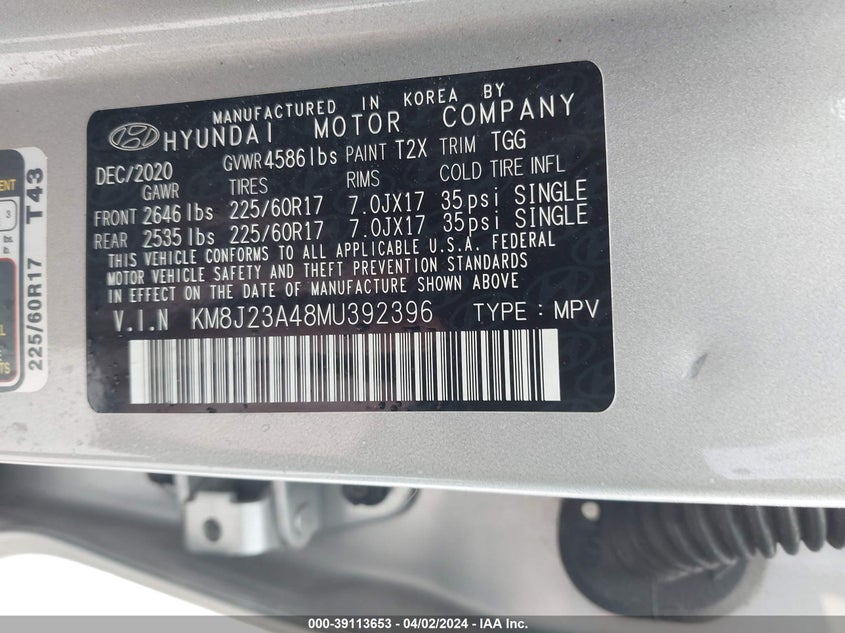 MANUFACTURED IN KOREA BY
HYUNDAI MOTOR COMPANY
DEC/2020 GVWR 4586 lbs PAINT T2X TRIM TGG
GAWR TIRES RIMS COLD TIRE INFL
FRONT 2646 lbs 225/60R17 7.0JX17 35psi SINGLE
REAR 2535 lbs 225/60R17 7.0JX17 35psi SINGLE
THIS VEHICLE CONFORMS TO ALL APPLICABLE U.S.A. FEDERAL
MOTOR VEHICLE SAFETY AND THEFT PREVENTION STANDARDS
IN EFFECT ON THE DATE OF MANUFACTURE SHOWN ABOVE
V.I.N KM8J23A48MU392396 TYPE : MPV
225/60R17 T43
3
lbs.
000-39113653 - 04/02/2024 - IAA Inc.